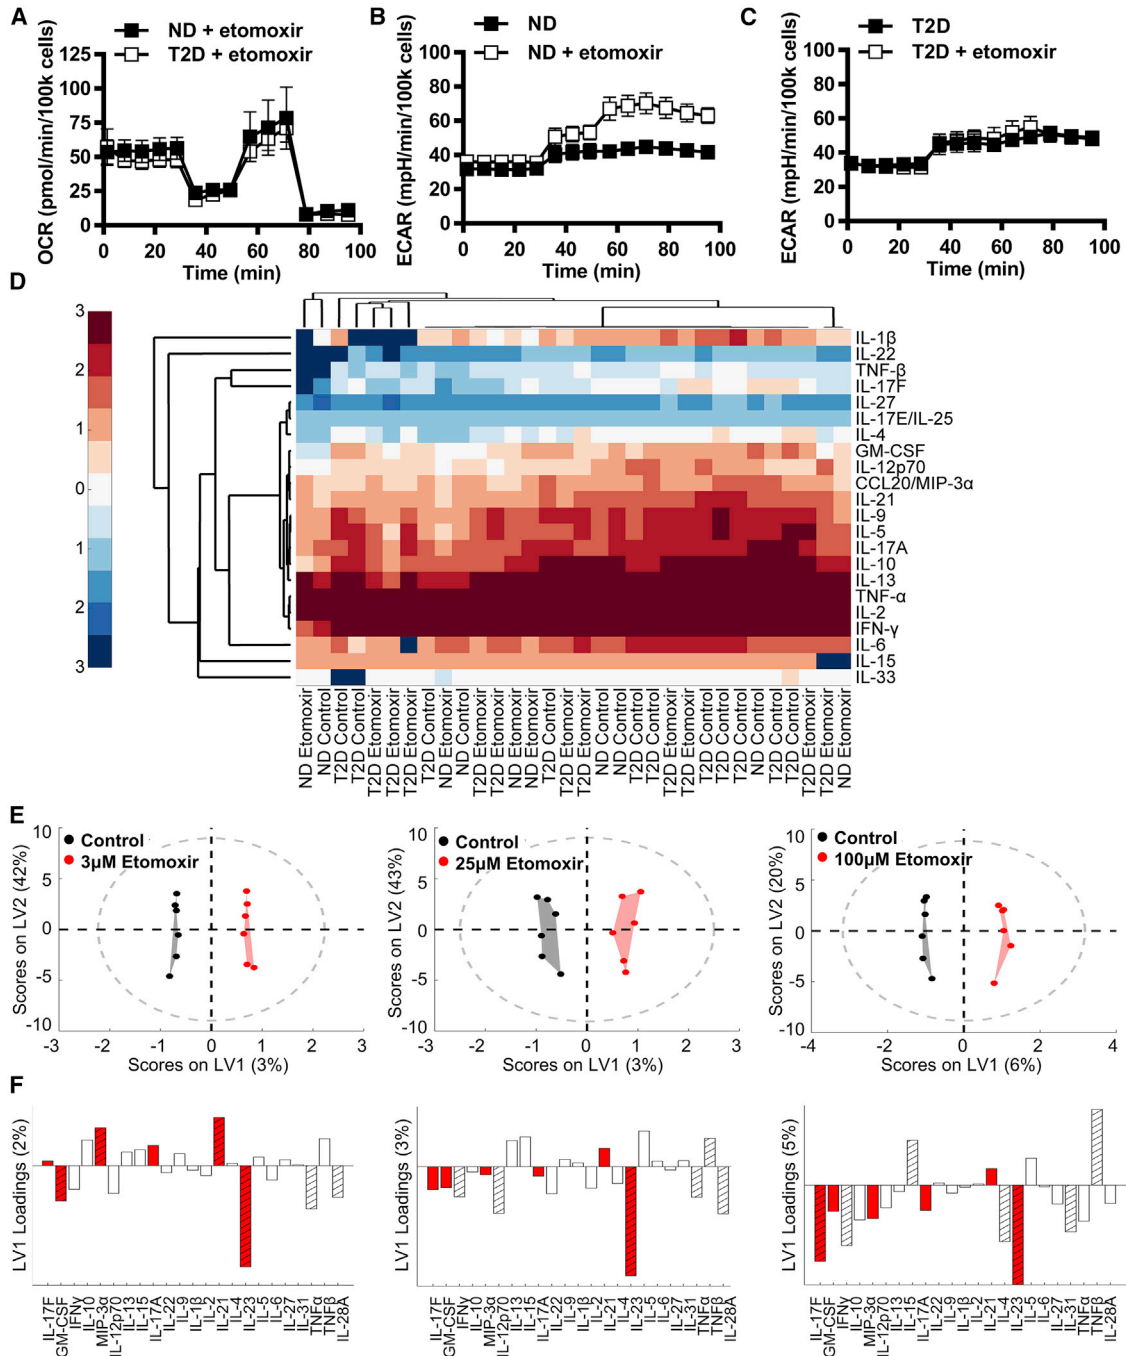 A
ND + etomoxir
T2D + etomoxir
OCR (pmol/min/100k cells)
125
100
75
50
25
0
0 20 40 60 80 100
Time (min)
B
ND
ND + etomoxir
ECAR (mpH/min/100k cells)
100
80
60
40
20
0
0 20 40 60 80 100
Time (min)
C
T2D
T2D + etomoxir
ECAR (mpH/min/100k cells)
100
80
60
40
20
0
0 20 40 60 80 100
Time (min)
D
3
2
1
0
1
2
3
IL-1β
IL-22
TNF-β
IL-17F
IL-27
IL-17E/IL-25
IL-4
GM-CSF
IL-12p70
CCL20/MIP-3α
IL-21
IL-9
IL-5
IL-17A
IL-10
IL-13
TNF-α
IL-2
IFN-γ
IL-6
IL-15
IL-33
ND Etomoxir
ND Control
T2D Control
T2D Control
T2D Etomoxir
T2D Etomoxir
T2D Etomoxir
T2D Control
ND Etomoxir
ND Control
T2D Etomoxir
T2D Etomoxir
ND Etomoxir
ND Etomoxir
T2D Control
T2D Etomoxir
T2D Etomoxir
ND Control
ND Control
T2D Control
T2D Control
ND Etomoxir
T2D Etomoxir
T2D Control
T2D Control
T2D Control
ND Control
T2D Control
T2D Control
T2D Etomoxir
T2D Etomoxir
ND Etomoxir
E
Control
3µM Etomoxir
Scores on LV2 (42%)
10
5
0
-5
-10
-3 -2 -1 0 1 2 3
Scores on LV1 (3%)
Control
25µM Etomoxir
Scores on LV2 (43%)
10
5
0
-5
-10
-3 -2 -1 0 1 2 3
Scores on LV1 (3%)
Control
100µM Etomoxir
Scores on LV2 (20%)
10
5
0
-5
-10
-4 -2 0 2 4
Scores on LV1 (6%)
F
LV1 Loadings (2%)
IL-17F
GM-CSF
IFNγ
IL-10
MIP-3α
IL-12p70
IL-13
IL-15
IL-17A
IL-22
IL-9
IL-1β
IL-2
IL-21
IL-4
IL-23
IL-5
IL-6
IL-27
IL-31
TNFα
TNFβ
IL-28A
LV1 Loadings (3%)
IL-17F
GM-CSF
IFNγ
IL-10
MIP-3α
IL-12p70
IL-13
IL-15
IL-17A
IL-22
IL-9
IL-1β
IL-2
IL-21
IL-4
IL-23
IL-5
IL-6
IL-27
IL-31
TNFα
TNFβ
IL-28A
LV1 Loadings (5%)
IL-17F
GM-CSF
IFNγ
IL-10
MIP-3α
IL-12p70
IL-13
IL-15
IL-17A
IL-22
IL-9
IL-1β
IL-2
IL-21
IL-4
IL-23
IL-5
IL-6
IL-27
IL-31
TNFα
TNFβ
IL-28A